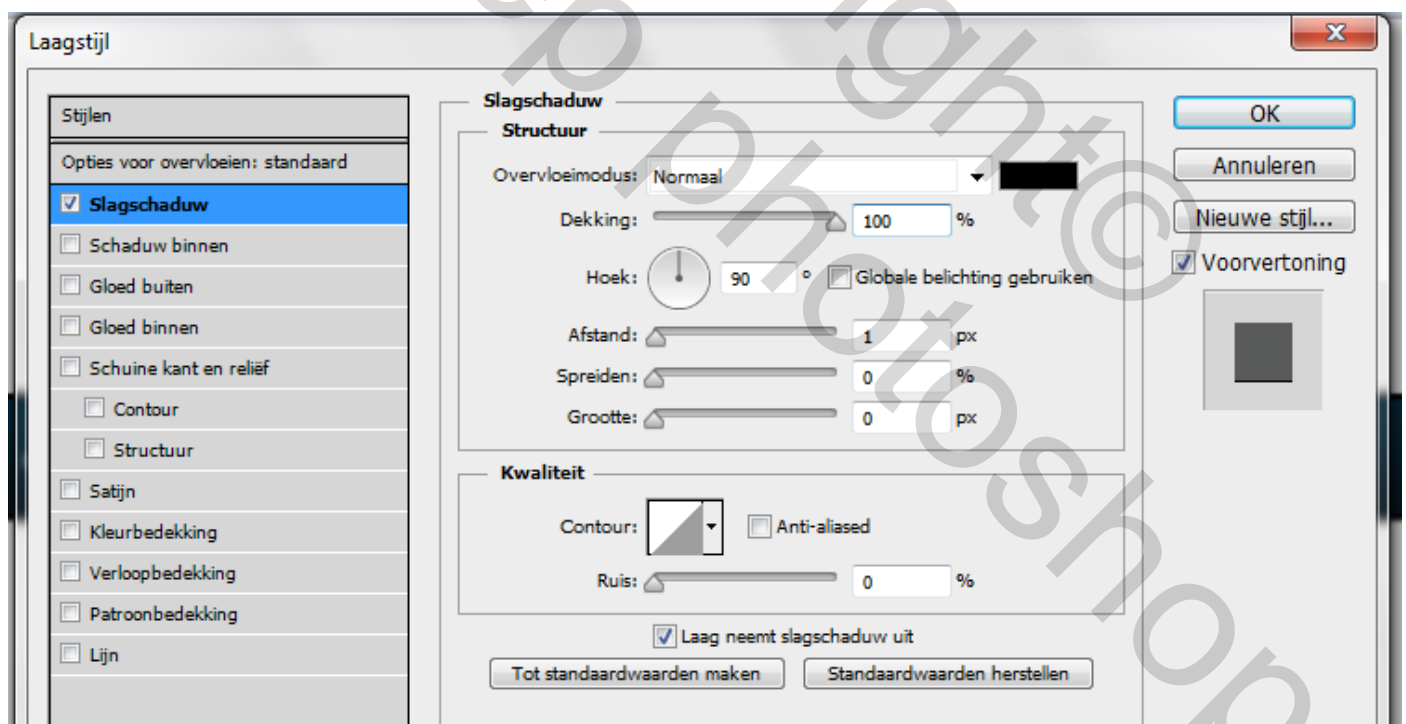 Laagstijl
Stijlen
Opties voor overvloeien: standaard
Slagschaduw
Schaduw binnen
Gloed buiten
Gloed binnen
Schuine kant en reliëf
Contour
Structuur
Satijn
Kleurbedekking
Verloopbedekking
Patroonbedekking
Lijn
Slagschaduw
Structuur
Overvloeimodus: Normaal
Dekking: 100 %
Hoek: 90 ° Globale belichting gebruiken
Afstand: 1 px
Spreiden: 0 %
Grootte: 0 px
Kwaliteit
Contour: Anti-aliased
Ruis: 0 %
Laag neemt slagschaduw uit
Tot standaardwaarden maken Standaardwaarden herstellen
OK
Annuleren
Nieuwe stijl...
Voorvertoning
photoshop